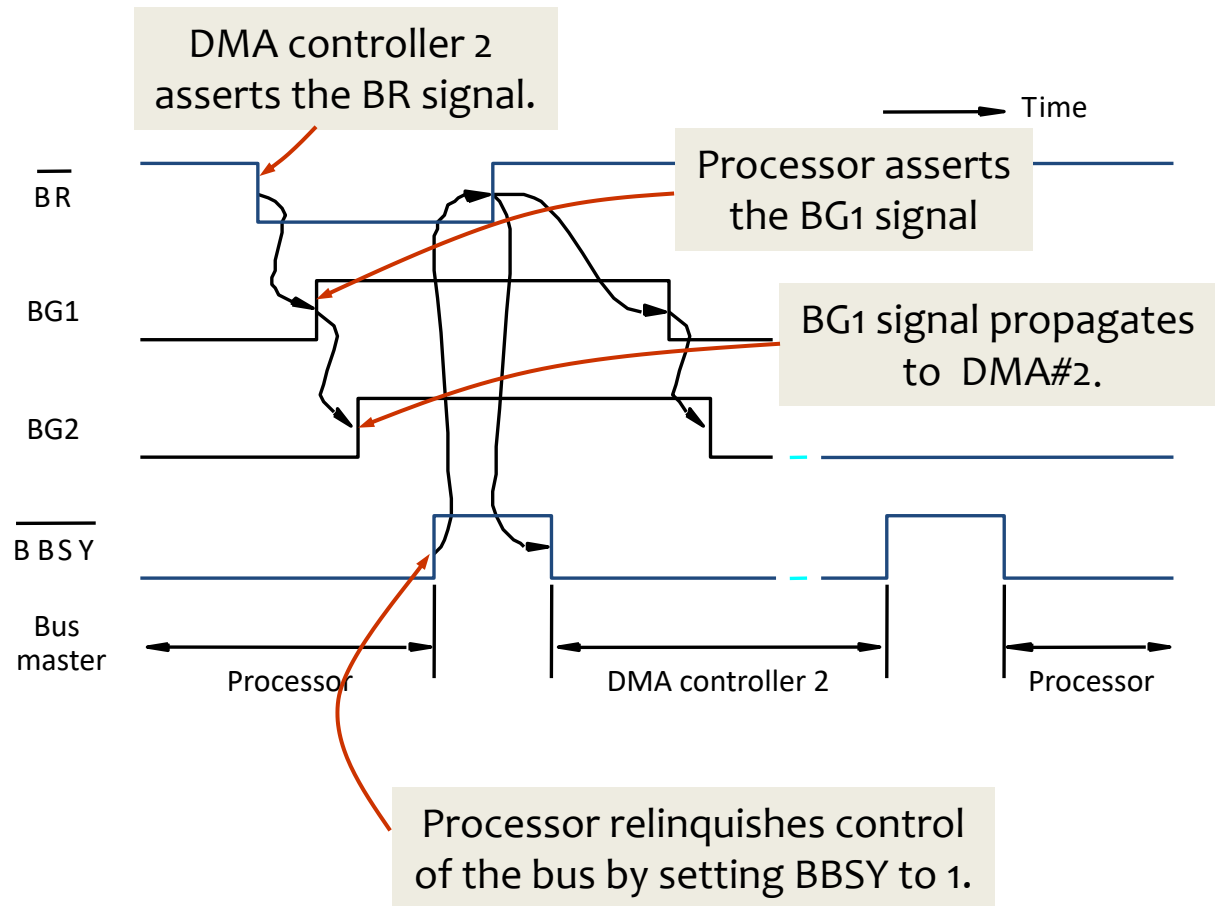 DMA controller 2
asserts the BR signal.
Time
BR
Processor asserts
the BG1 signal
BG1
BG1 signal propagates
to DMA#2.
BG2
BBSY
Bus
master
Processor
DMA controller 2
Processor
Processor relinquishes control
of the bus by setting BBSY to 1.